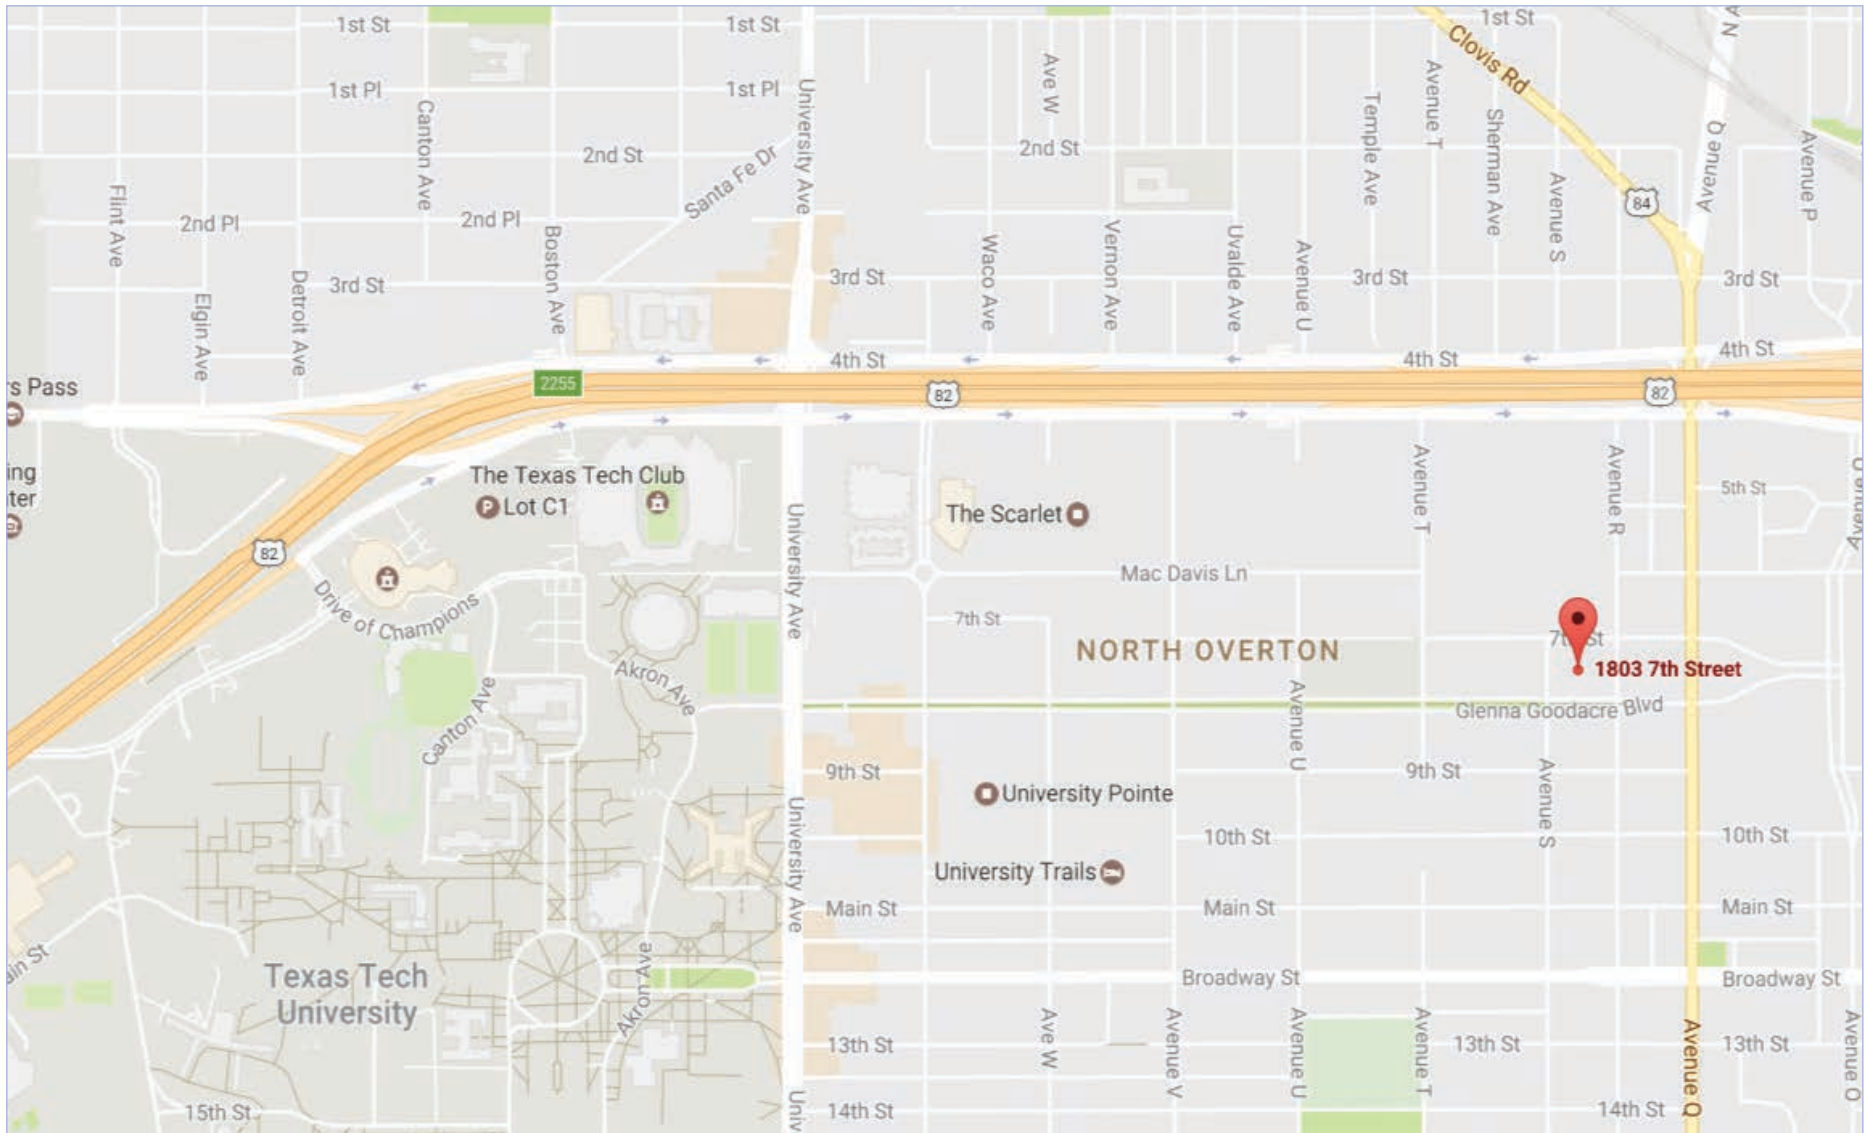 1st St
1st St
1st St
Clovis Rd
Ave W
Avenue T
1st Pl
1st Pl
Canton Ave
University Ave
Temple Ave
Sherman Ave
Avenue Q
Avenue P
2nd St
2nd St
Santa Fe Dr
Flint Ave
2nd Pl
2nd Pl
Avenue S
84
Boston Ave
Waco Ave
Vernon Ave
Uvalde Ave
Avenue U
Detroit Ave
Elgin Ave
3rd St
3rd St
3rd St
3rd St
4th St
4th St
4th St
rs Pass
2255
82
82
ing
ter
The Texas Tech Club
Lot C1
P
The Scarlet
Avenue T
Avenue R
5th St
University Ave
82
Drive of Champions
Mac Davis Ln
7th St
7th St
NORTH OVERTON
1803 7th Street
Akron Ave
Canton Ave
Avenue U
Glenna Goodacre Blvd
9th St
9th St
University Pointe
Avenue S
University Ave
10th St
10th St
University Trails
Main St
Main St
Main St
ain St
Akron Ave
Texas Tech
University
Broadway St
Broadway St
Ave W
Avenue V
Avenue U
Avenue T
Avenue Q
Avenue O
13th St
13th St
13th St
15th St
Univ
14th St
14th St